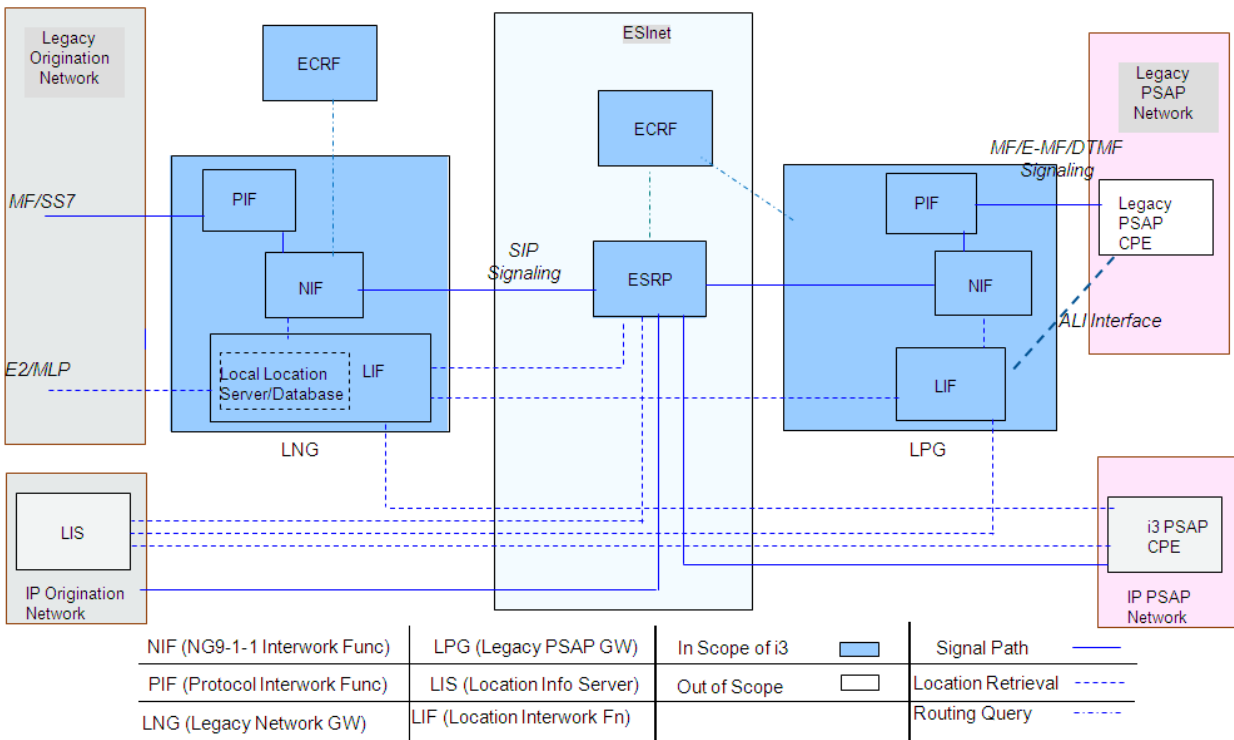 Legacy
Origination
Network
ECRF
ESInet
ECRF
Legacy
PSAP
Network
MF/E-MF/DTMF
Signaling
PIF
PIF
MF/SS7
Legacy
PSAP
CPE
SIP
Signaling
NIF
ESRP
NIF
ALI Interface
E2/MLP
Local Location
Server/Database
LIF
LIF
LNG
LPG
LIS
i3 PSAP
CPE
IP Origination
Network
IP PSAP
Network
NIF (NG9-1-1 Interwork Func)
LPG (Legacy PSAP GW)
In Scope of i3
Signal Path
PIF (Protocol Interwork Func)
LIS (Location Info Server)
Out of Scope
Location Retrieval
LNG (Legacy Network GW)
LIF (Location Interwork Fn)
Routing Query